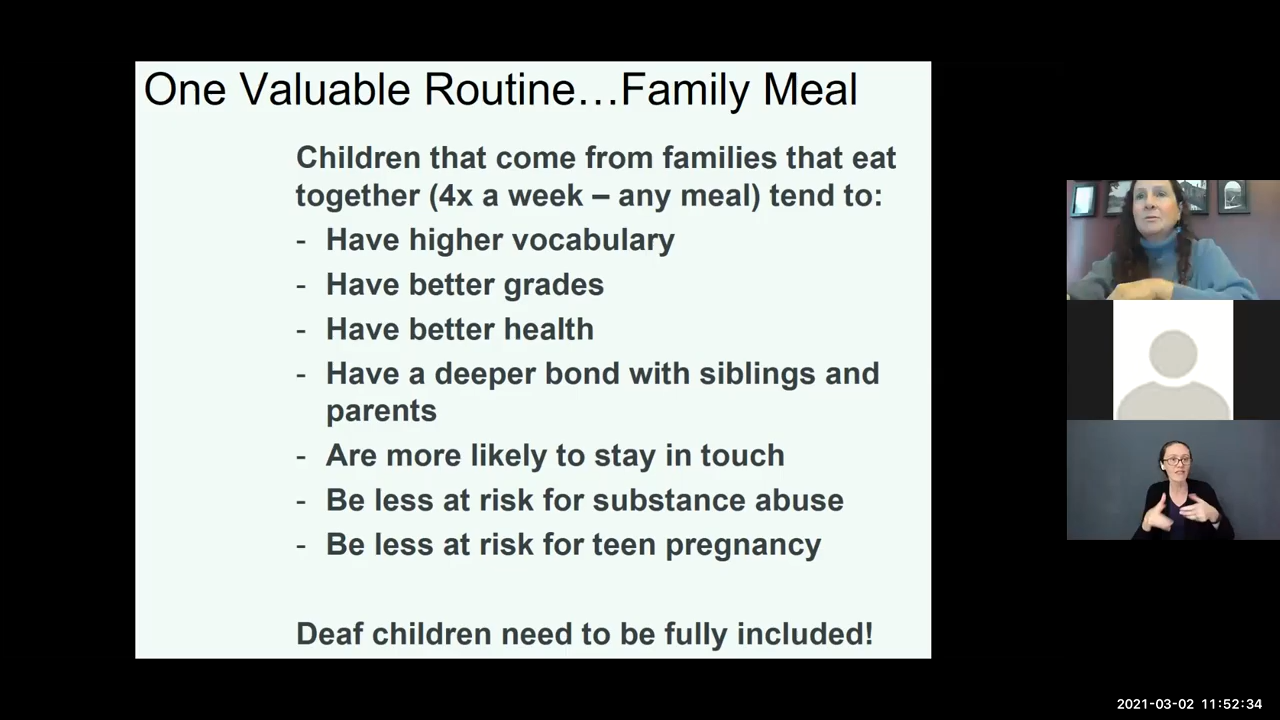 One Valuable Routine…Family Meal
Children that come from families that eat
together (4x a week – any meal) tend to:
- Have higher vocabulary
- Have better grades
- Have better health
- Have a deeper bond with siblings and
parents
- Are more likely to stay in touch
- Be less at risk for substance abuse
- Be less at risk for teen pregnancy
Deaf children need to be fully included!
2021-03-02 11:52:34